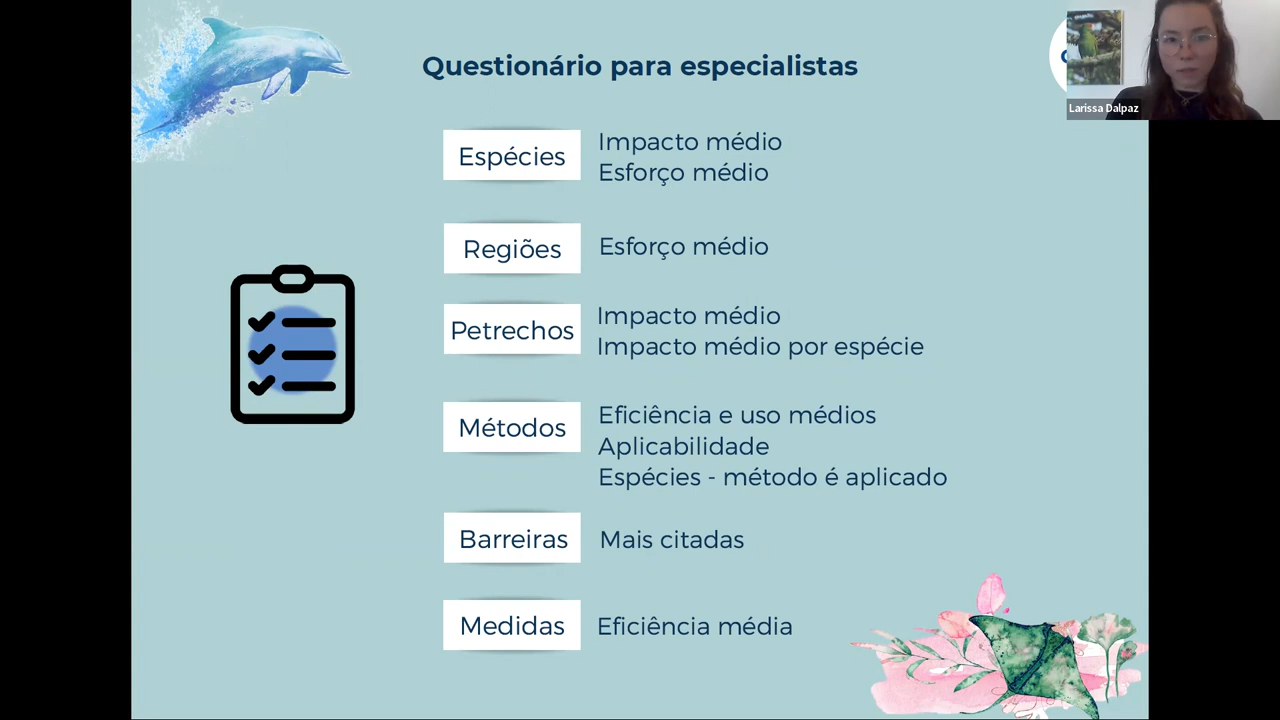 Questionário para especialistas
Larissa Dalpaz
Espécies
Impacto médio
Esforço médio
Regiões
Esforço médio
Petrechos
Impacto médio
Impacto médio por espécie
Métodos
Eficiência e uso médios
Aplicabilidade
Espécies - método é aplicado
Barreiras
Mais citadas
Medidas
Eficiência média